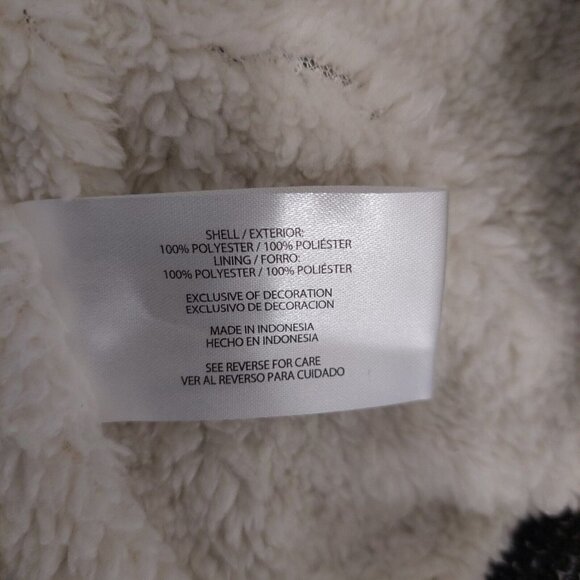 SHELL / EXTERIOR:
100% POLYESTER / 100% POLIÉSTER
LINING / FORRO:
100% POLYESTER / 100% POLIÉSTER
EXCLUSIVE OF DECORATION
EXCLUSIVO DE DECORACION
MADE IN INDONESIA
HECHO EN INDONESIA
SEE REVERSE FOR CARE
VER AL REVERSO PARA CUIDADO